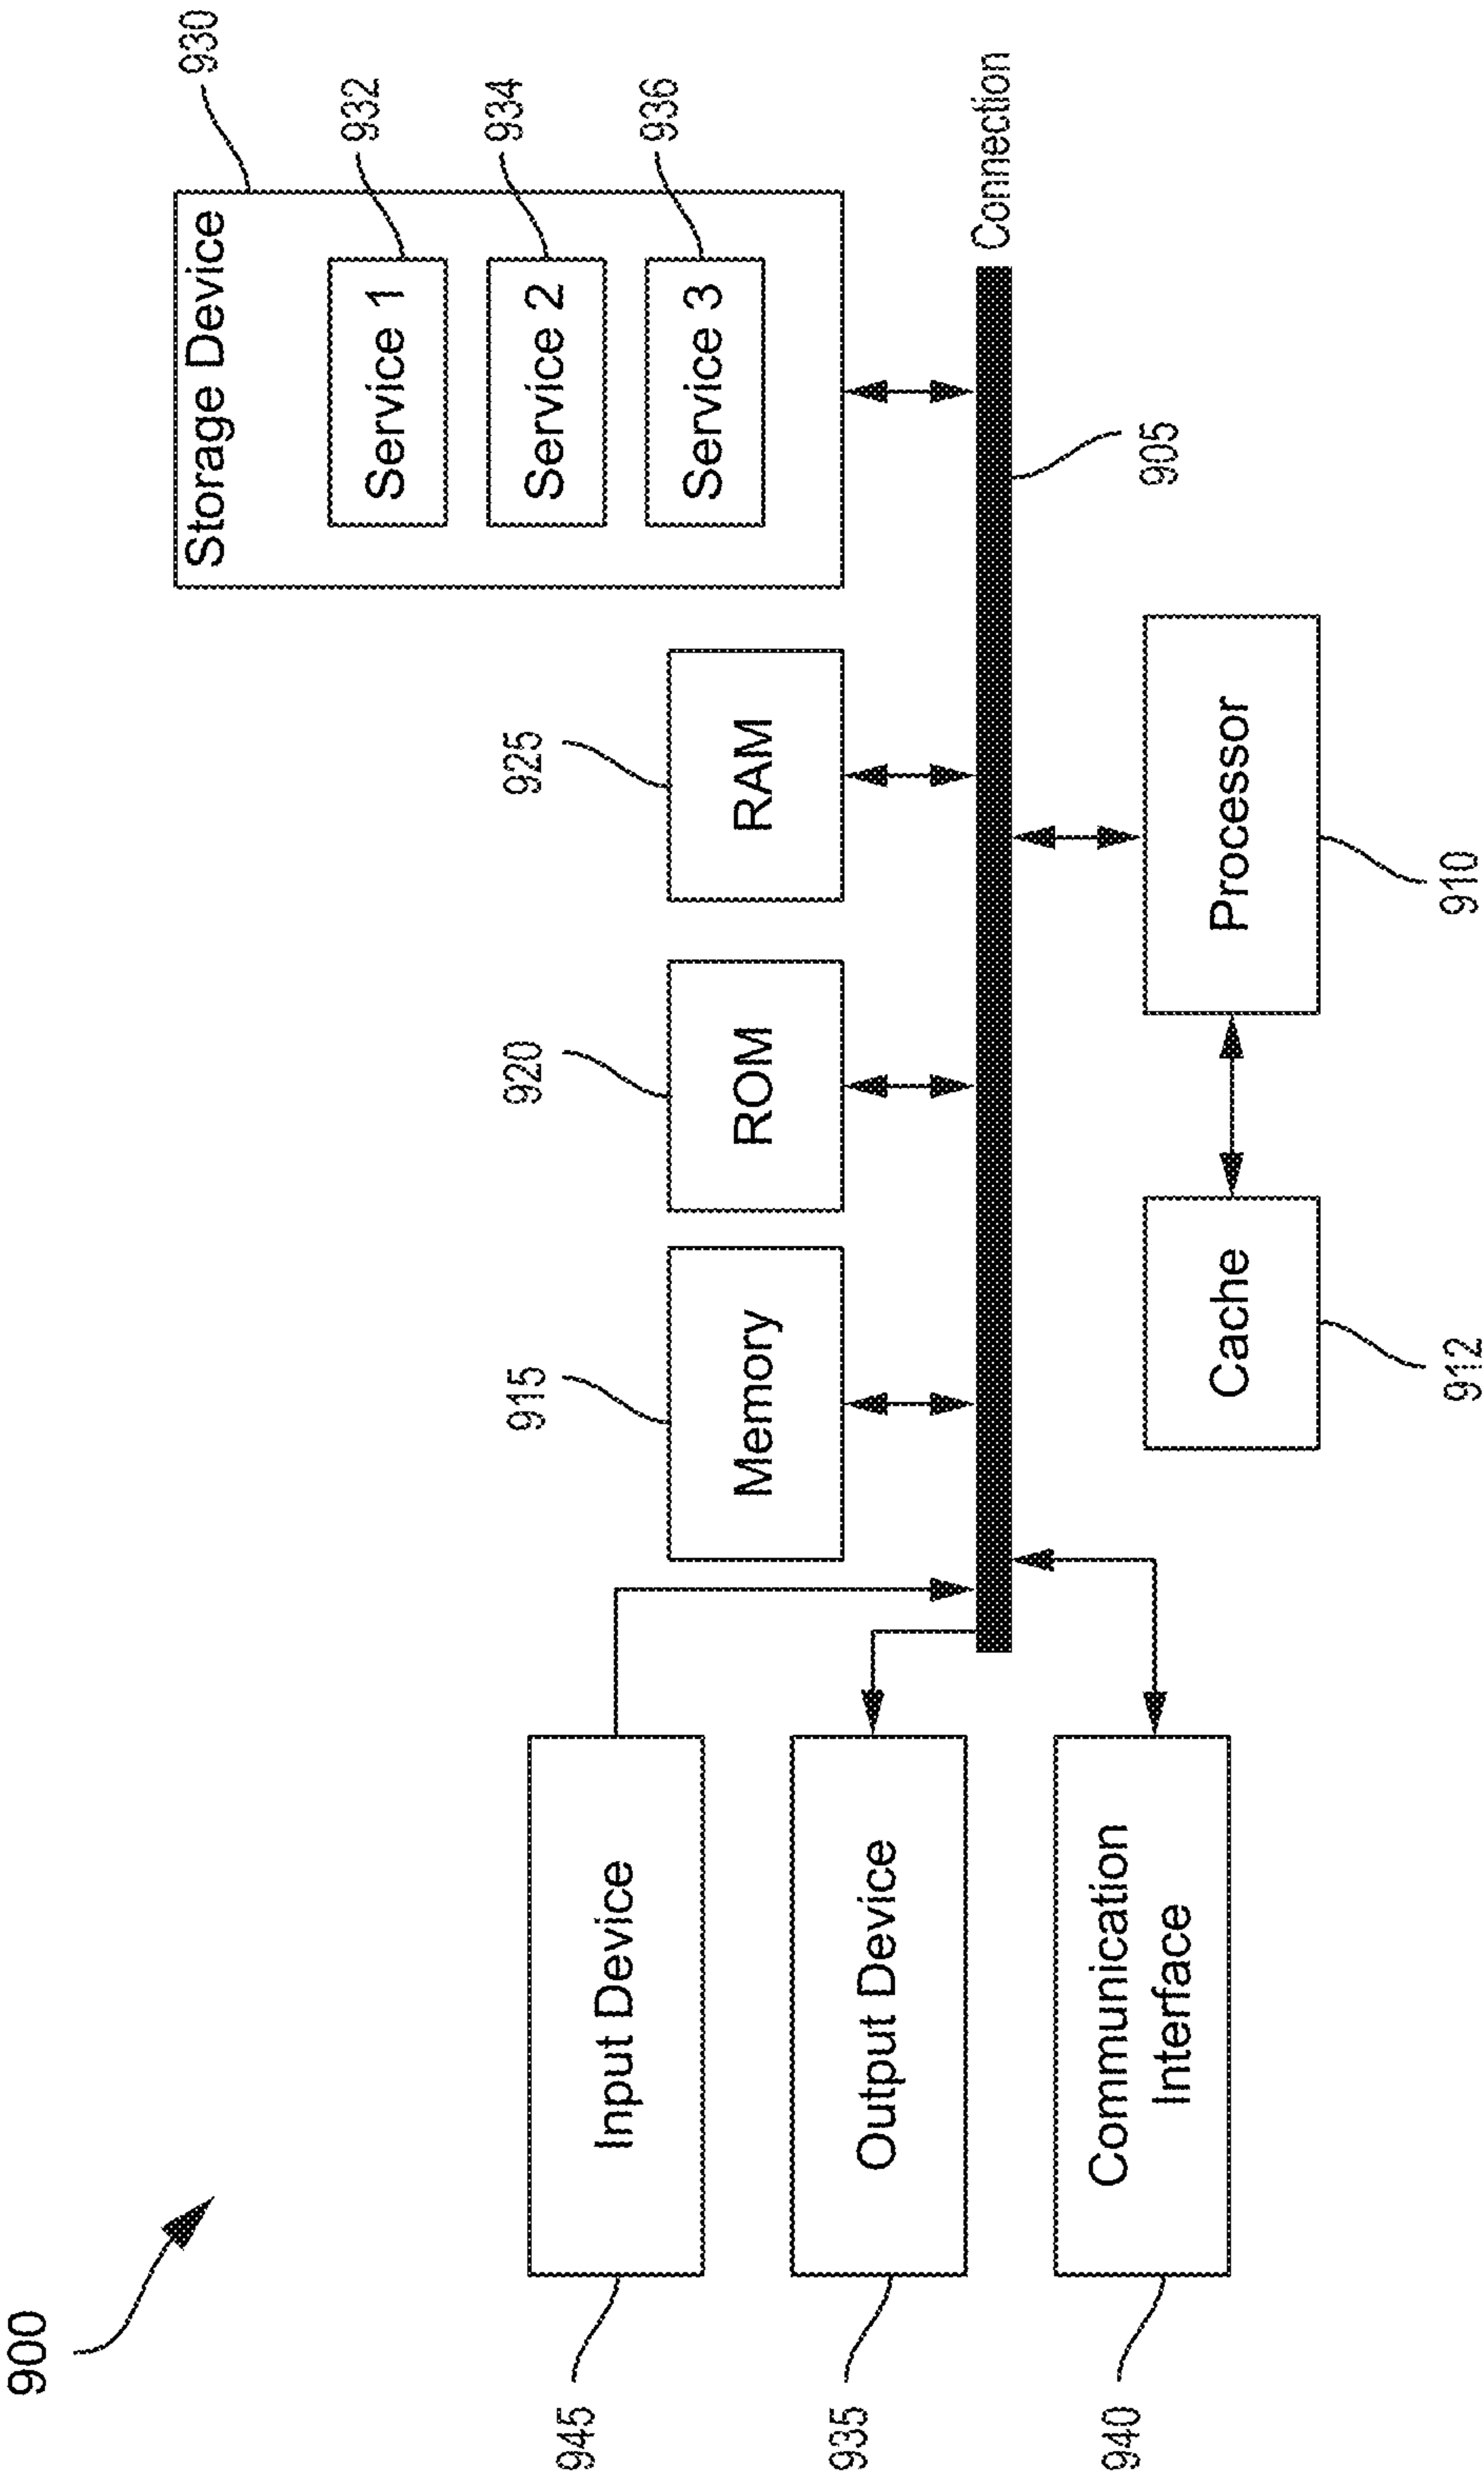 900
945
Input Device
935
Output Device
940
Communication
Interface
915
Memory
920
ROM
925
RAM
Storage Device
930
Service 1
932
Service 2
934
Service 3
936
Connection
905
Cache
912
Processor
910